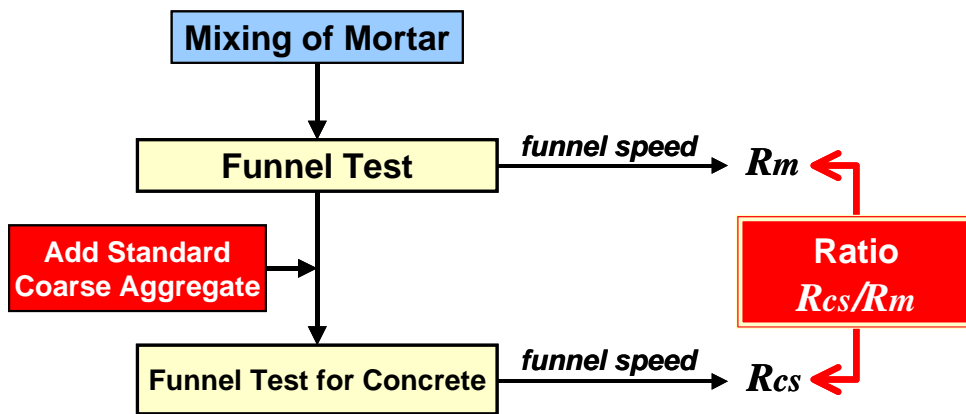 Mixing of Mortar
Funnel Test
funnel speed
Rm
Add Standard
Coarse Aggregate
Ratio
Rcs/Rm
Funnel Test for Concrete
funnel speed
Rcs